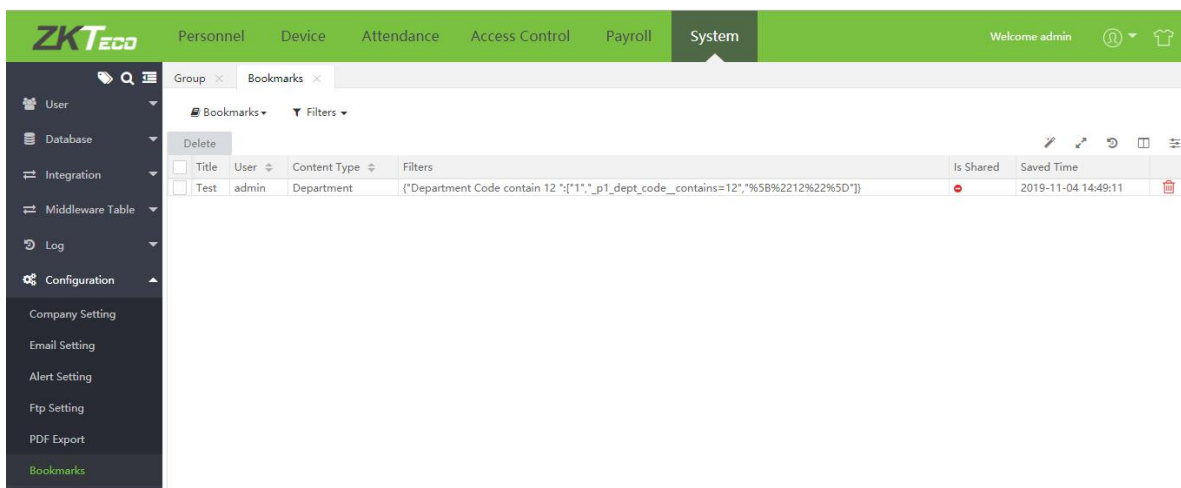 ZKTeco Personnel Device Attendance Access Control Payroll System Welcome admin
Group × Bookmarks ×
User
Bookmarks Filters
Database
Delete
Title User Content Type Filters Is Shared Saved Time
Test admin Department {"Department Code contain 12 ":["1","_p1_dept_code__contains=12","%5B%2212%22%5D"]} 2019-11-04 14:49:11
Integration
Middleware Table
Log
Configuration
Company Setting
Email Setting
Alert Setting
Ftp Setting
PDF Export
Bookmarks